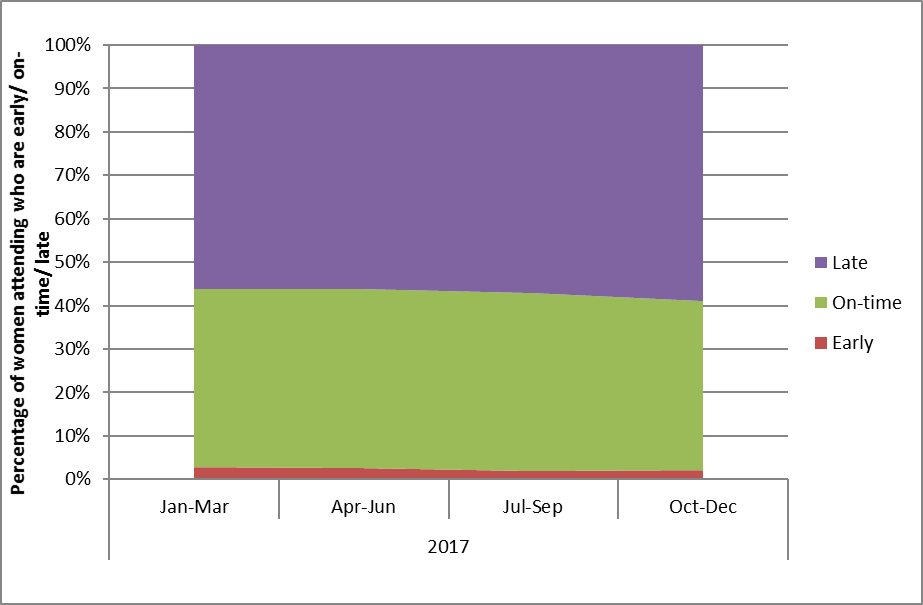 Percentage of women attending who are early/ on-
time/ late
100%
90%
80%
70%
60%
50%
40%
30%
20%
10%
0%
Jan-Mar
Apr-Jun
Jul-Sep
Oct-Dec
2017
Late
On-time
Early